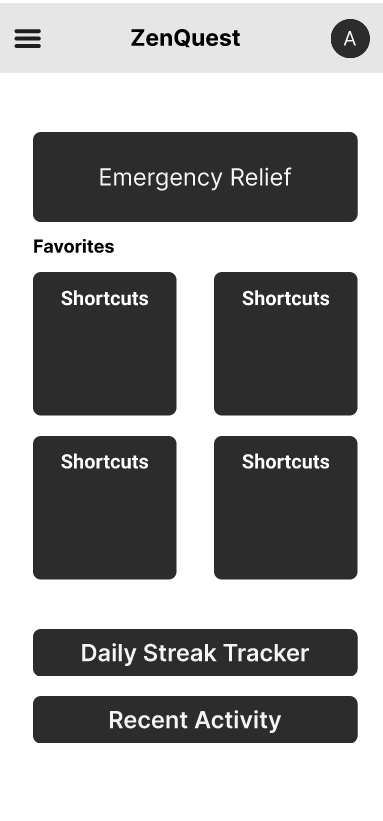 ZenQuest
A
Emergency Relief
Favorites
Shortcuts
Shortcuts
Shortcuts
Shortcuts
Daily Streak Tracker
Recent Activity